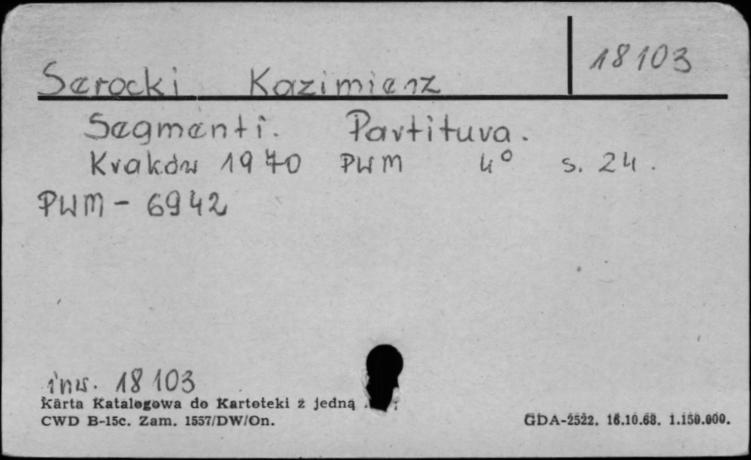 18103
Serocki Kazimierz
Segmenti. Partitura.
Kraków 1970 PWM 4° s. 24.
PWM - 6942
inw. 18103
Karta Katalogowa do Kartoteki z jedną
CWD B-15c. Zam. 1557/DW/On.
GDA-2522. 16.10.68. 1.150.000.